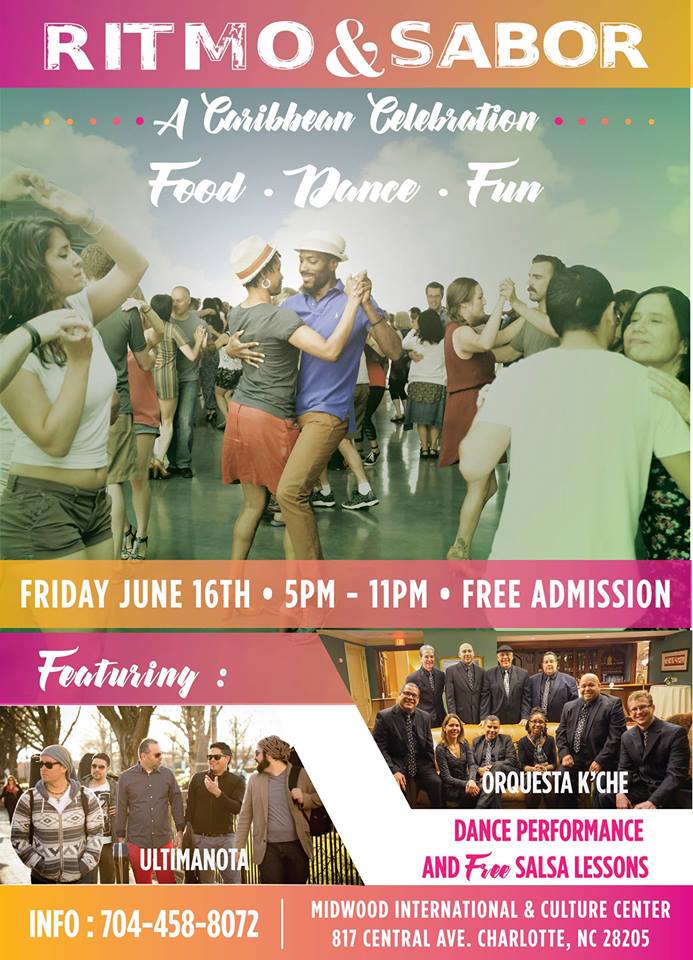 RITMO & SABOR
A Caribbean Celebration
Food . Dance . Fun
FRIDAY JUNE 16TH • 5PM - 11PM • FREE ADMISSION
Featuring :
ORQUESTA K'CHE
ULTIMANOTA
DANCE PERFORMANCE
AND Free SALSA LESSONS
INFO : 704-458-8072
MIDWOOD INTERNATIONAL & CULTURE CENTER
817 CENTRAL AVE. CHARLOTTE, NC 28205